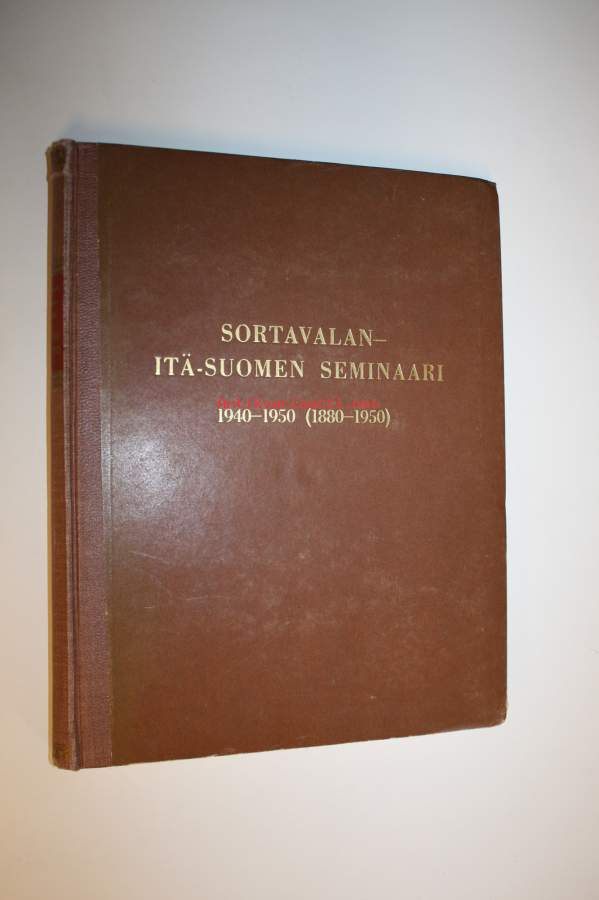 SORTAVALAN–
ITÄ-SUOMEN SEMINAARI
1940–1950 (1880–1950)